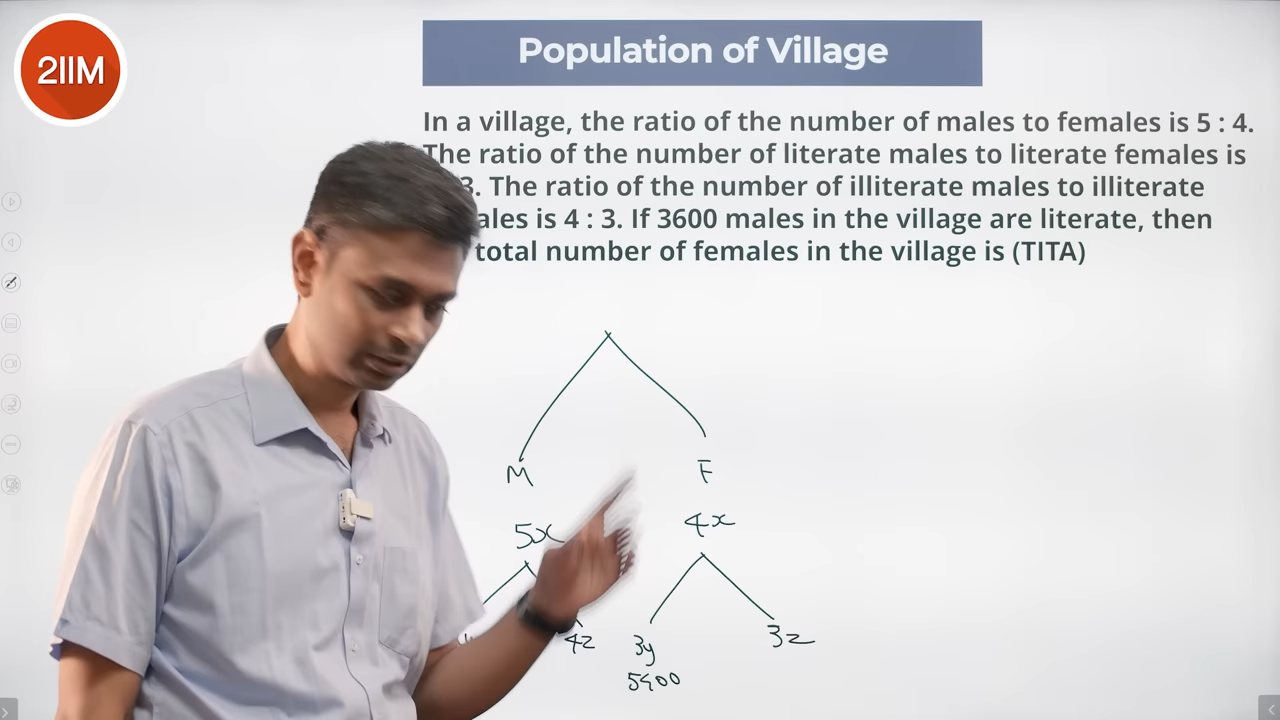 2IIM
Population of Village
In a village, the ratio of the number of males to females is 5 : 4.
The ratio of the number of literate males to literate females is
3. The ratio of the number of illiterate males to illiterate
ales is 4 : 3. If 3600 males in the village are literate, then
total number of females in the village is (TITA)
M F
5x 4x
4z 3y 3z
5400